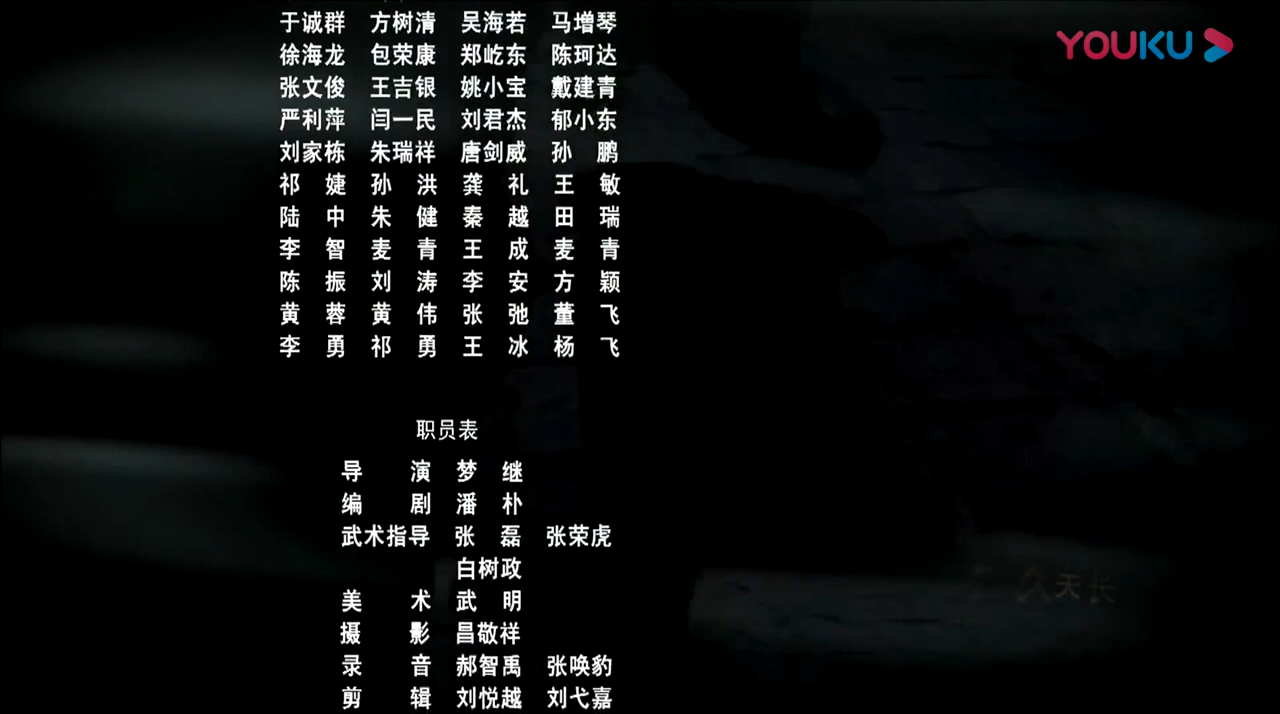 于诚群 方树清 吴海若 马增琴
YOUKU
徐海龙 包荣康 郑屹东 陈珂达
张文俊 王吉银 姚小宝 戴建青
严利萍 闫一民 刘君杰 郁小东
刘家栋 朱瑞祥 唐剑威 孙 鹏
祁 婕 孙 洪 龚 礼 王 敏
陆 中 朱 健 秦 越 田 瑞
李 智 麦 青 王 成 麦 青
陈 振 刘 涛 李 安 方 颖
黄 蓉 黄 伟 张 弛 董 飞
李 勇 祁 勇 王 冰 杨 飞
职员表
导 演 梦 继
编 剧 潘 朴
武术指导 张 磊 张荣虎
白树政
久天长
美 术 武 明
摄 影 昌敬祥
录 音 郝智禹 张唤豹
剪 辑 刘悦越 刘弋嘉